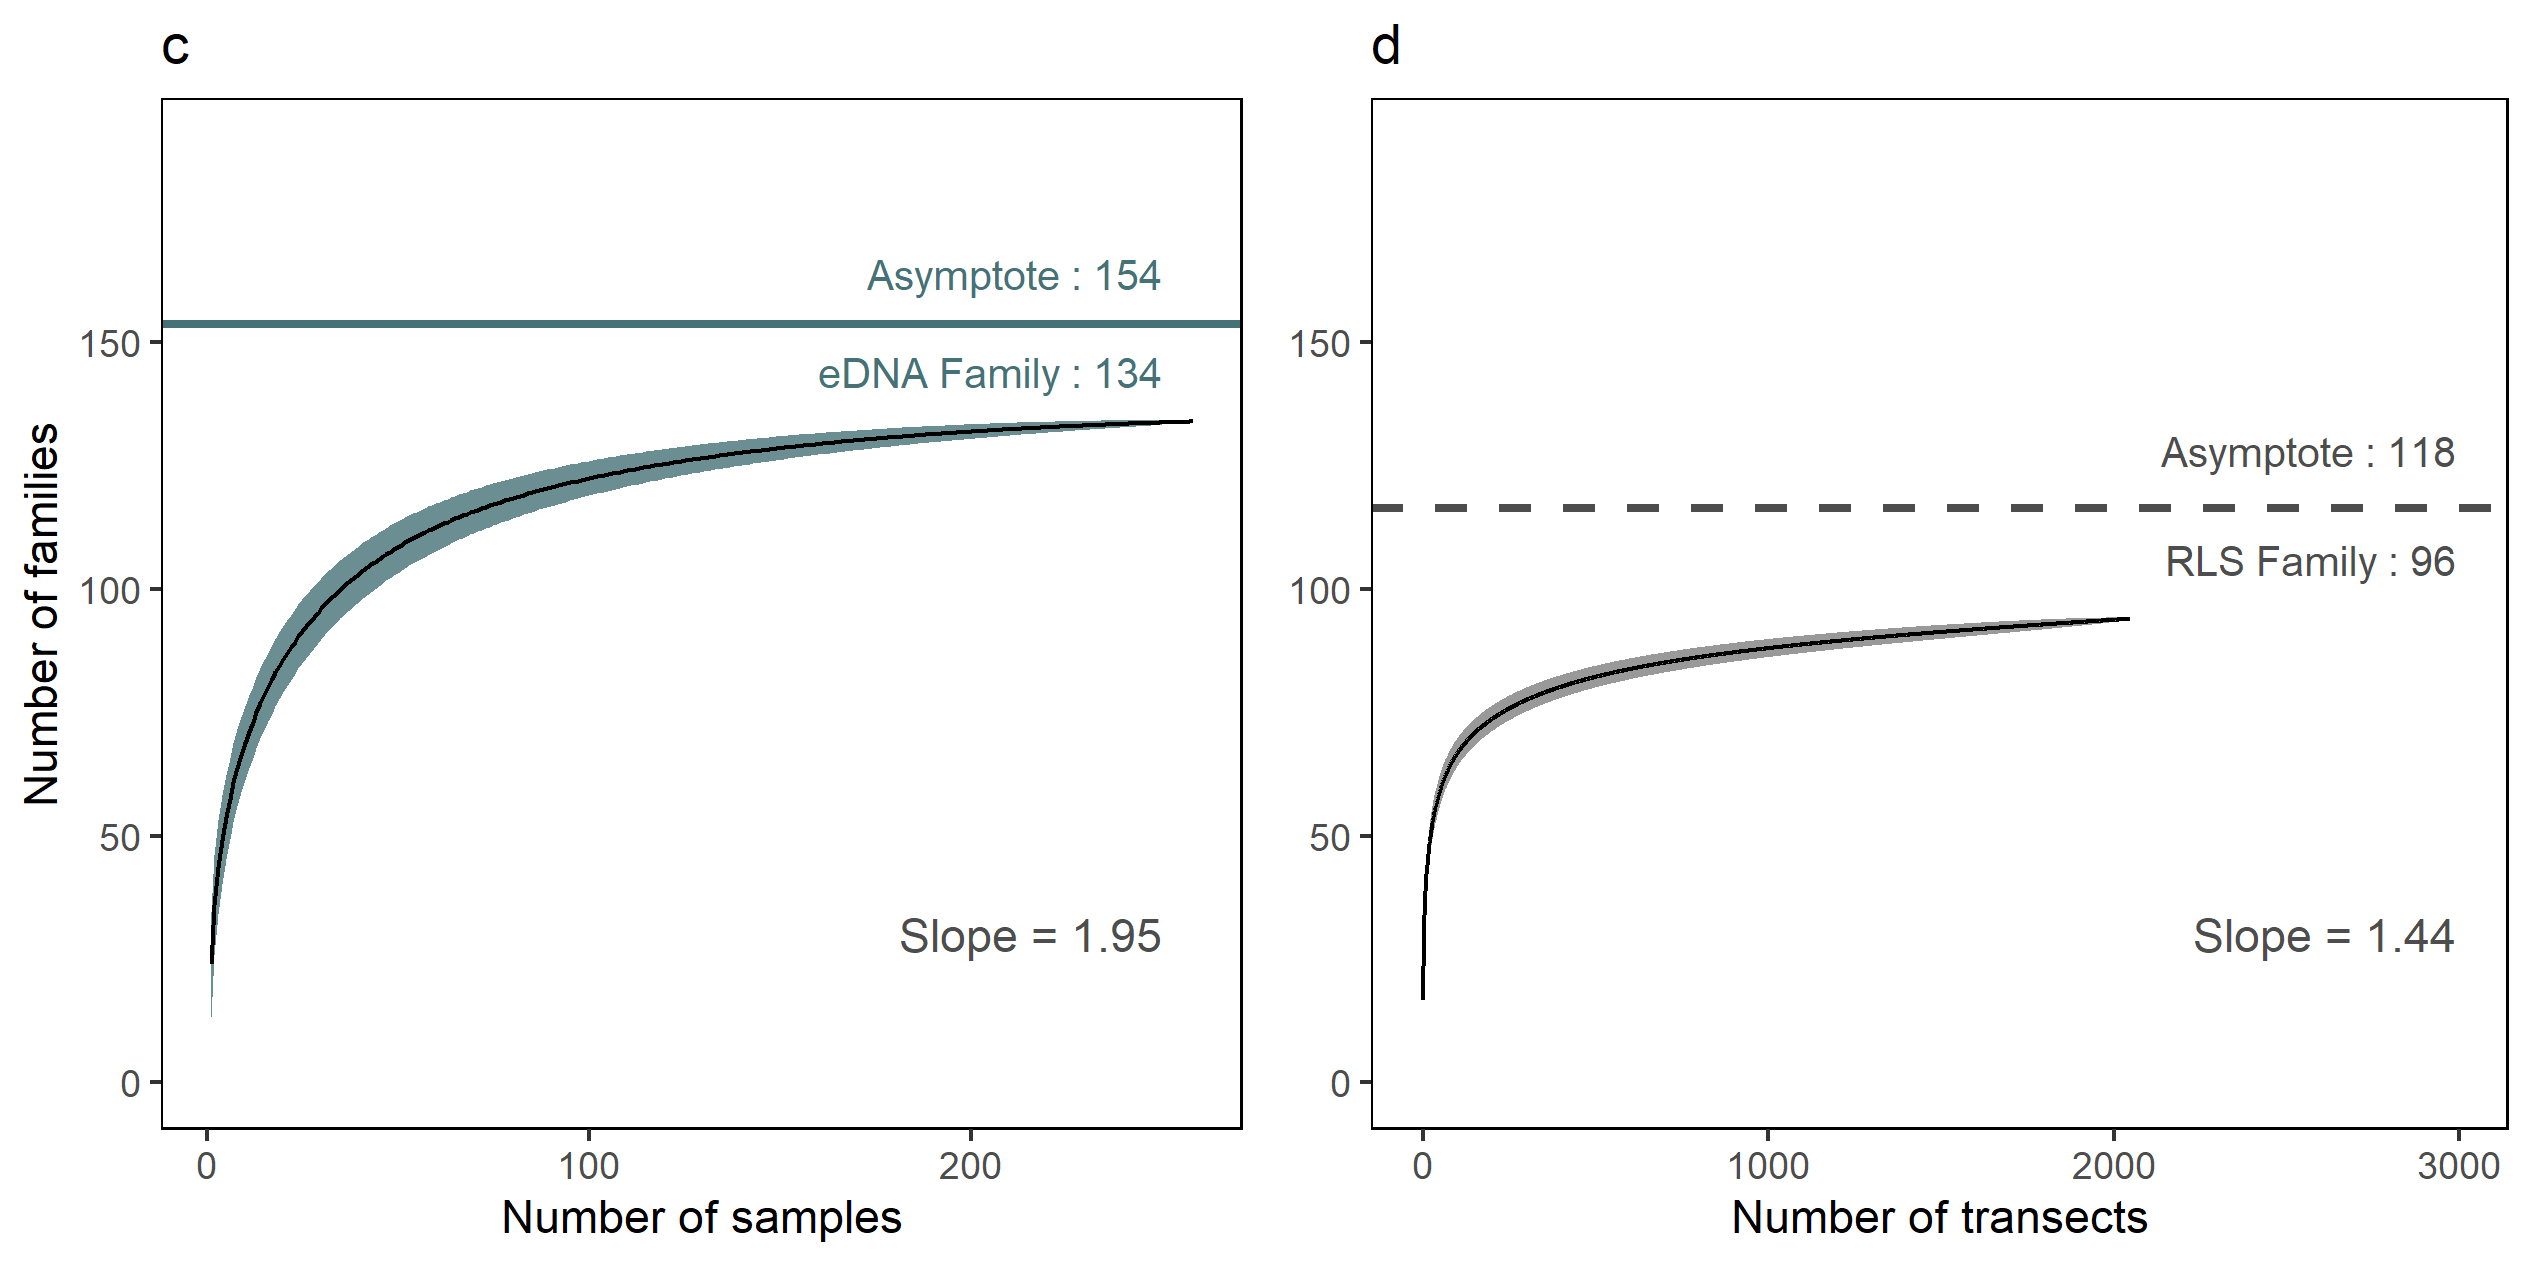 c
Number of families
150
100
50
0
Asymptote : 154
eDNA Family : 134
Slope = 1.95
0
100
200
Number of samples
d
150
100
50
0
Asymptote : 118
RLS Family : 96
Slope = 1.44
0
1000
2000
3000
Number of transects